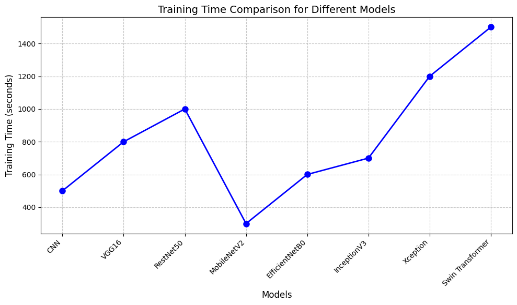 Training Time Comparison for Different Models
Training Time (seconds)
1400
1200
1000
800
600
400
CNN
VGG16
RestNet50
MobileNetV2
EfficientNetB0
InceptionV3
Xception
Swin Transformer
Models